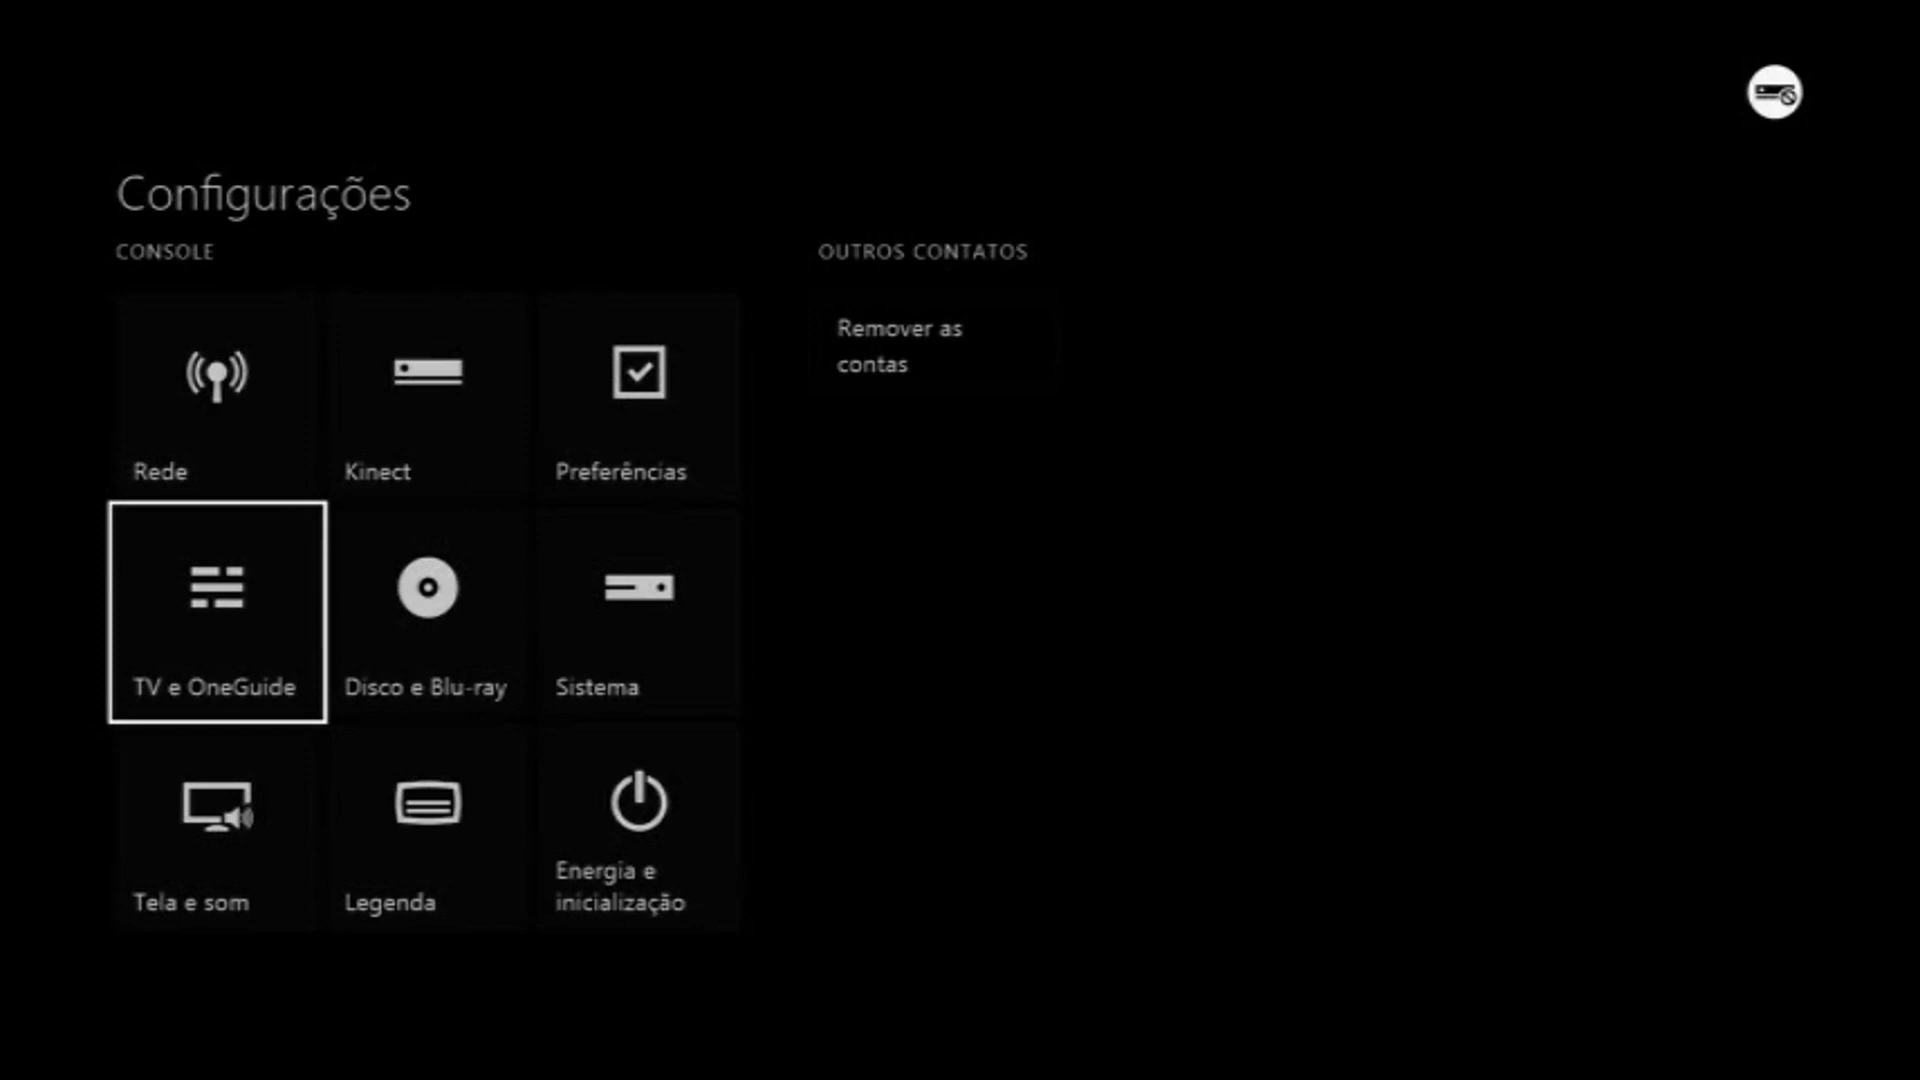 Configurações
CONSOLE
OUTROS CONTATOS
Remover as
contas
Rede
Kinect
Preferências
TV e OneGuide
Disco e Blu-ray
Sistema
Tela e som
Legenda
Energia e
inicialização